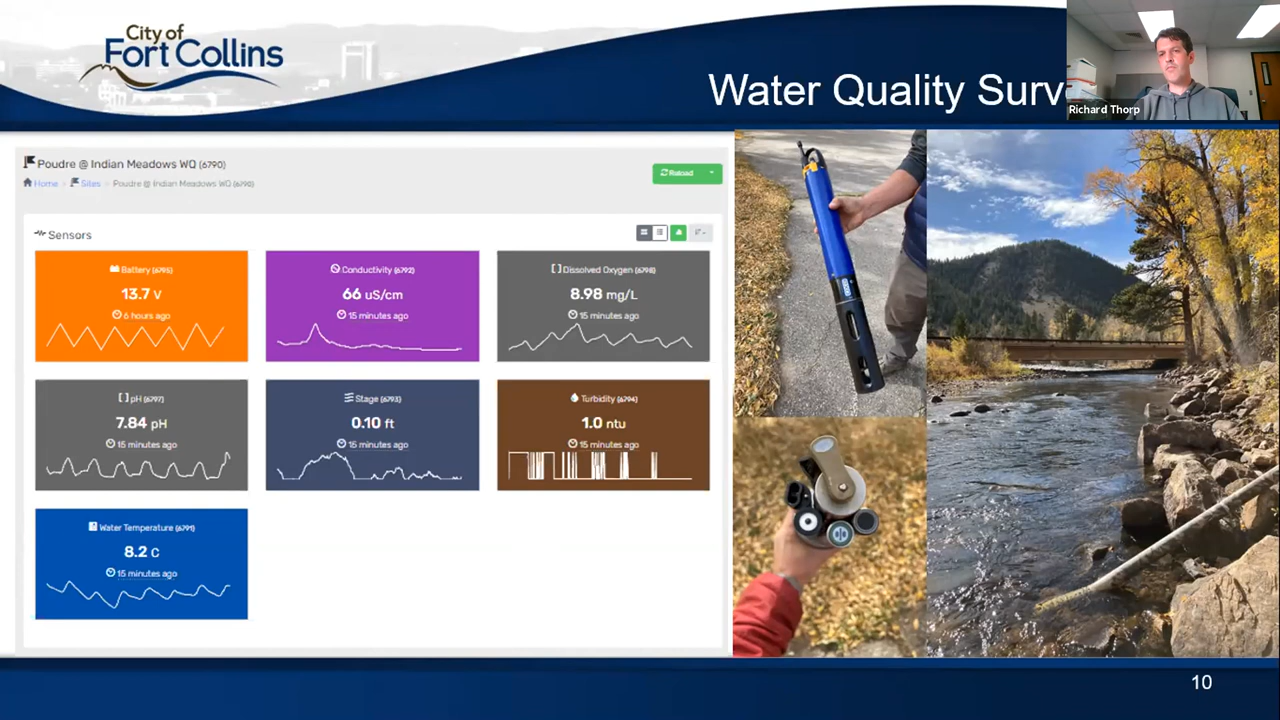 City of
Fort Collins
Water Quality Surv
Richard Thorp
Poudre @ Indian Meadows WQ (6790)
Home > Sites > Poudre @ Indian Meadows WQ (6790)
Reload
Sensors
Battery (6795)
13.7 V
6 hours ago
Conductivity (6792)
66 uS/cm
15 minutes ago
Dissolved Oxygen (6798)
8.98 mg/L
15 minutes ago
pH (6797)
7.84 pH
15 minutes ago
Stage (6793)
0.10 ft
15 minutes ago
Turbidity (6794)
1.0 ntu
15 minutes ago
Water Temperature (6791)
8.2 C
15 minutes ago
10